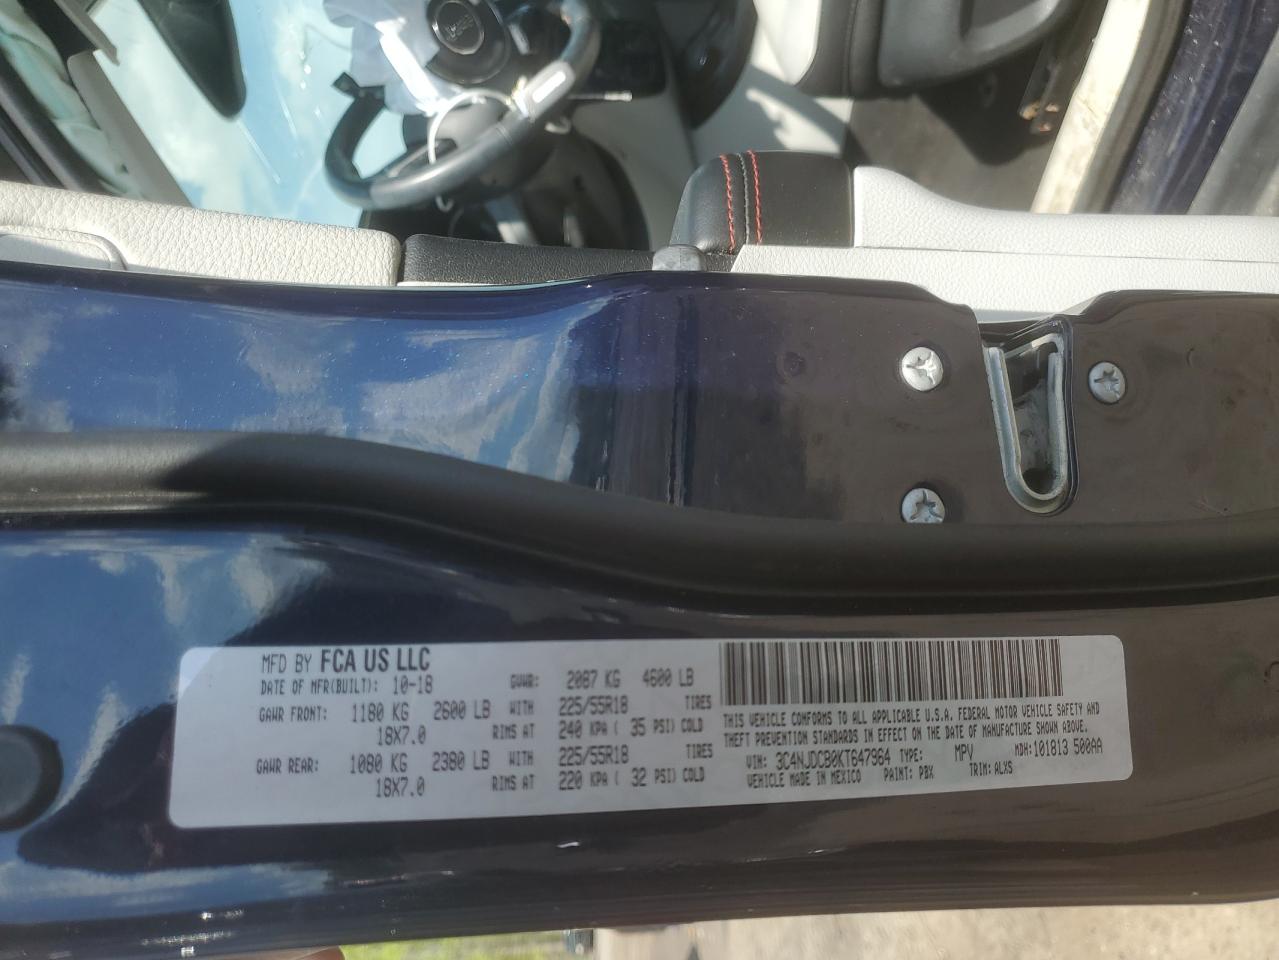 Jeep
MFD BY FCA US LLC
DATE OF MFR(BUILT): 10-18 GVWR: 2087 KG 4600 LB
GAWR FRONT: 1180 KG 2600 LB WITH 225/55R18 TIRES
18X7.0 RIMS AT 240 KPA ( 35 PSI) COLD
GAWR REAR: 1080 KG 2380 LB WITH 225/55R18 TIRES
18X7.0 RIMS AT 220 KPA ( 32 PSI) COLD
THIS VEHICLE CONFORMS TO ALL APPLICABLE U.S.A. FEDERAL MOTOR VEHICLE SAFETY AND
THEFT PREVENTION STANDARDS IN EFFECT ON THE DATE OF MANUFACTURE SHOWN ABOVE.
VIN: 3C4NJDCB0KT647964 TYPE: MPV MDH: 101813 500AA
VEHICLE MADE IN MEXICO PAINT: PBX TRIM: ALXS